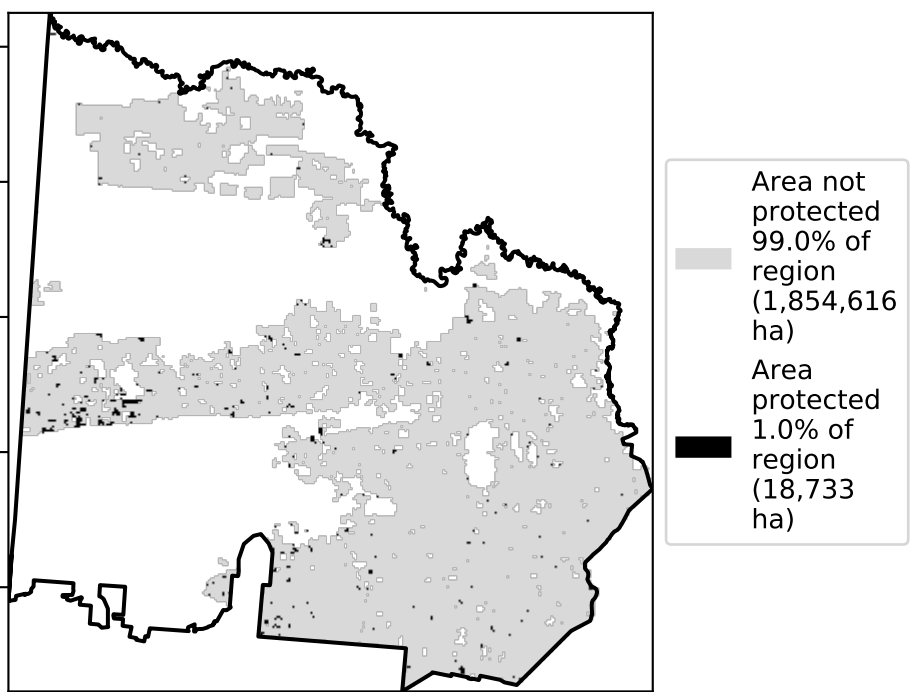 Area not
protected
99.0% of
region
(1,854,616
ha)
Area
protected
1.0% of
region
(18,733
ha)